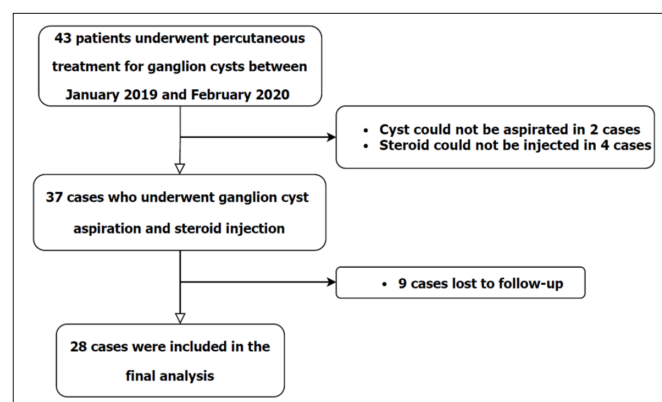 43 patients underwent percutaneous
treatment for ganglion cysts between
January 2019 and February 2020
• Cyst could not be aspirated in 2 cases
• Steroid could not be injected in 4 cases
37 cases who underwent ganglion cyst
aspiration and steroid injection
• 9 cases lost to follow-up
28 cases were included in the
final analysis